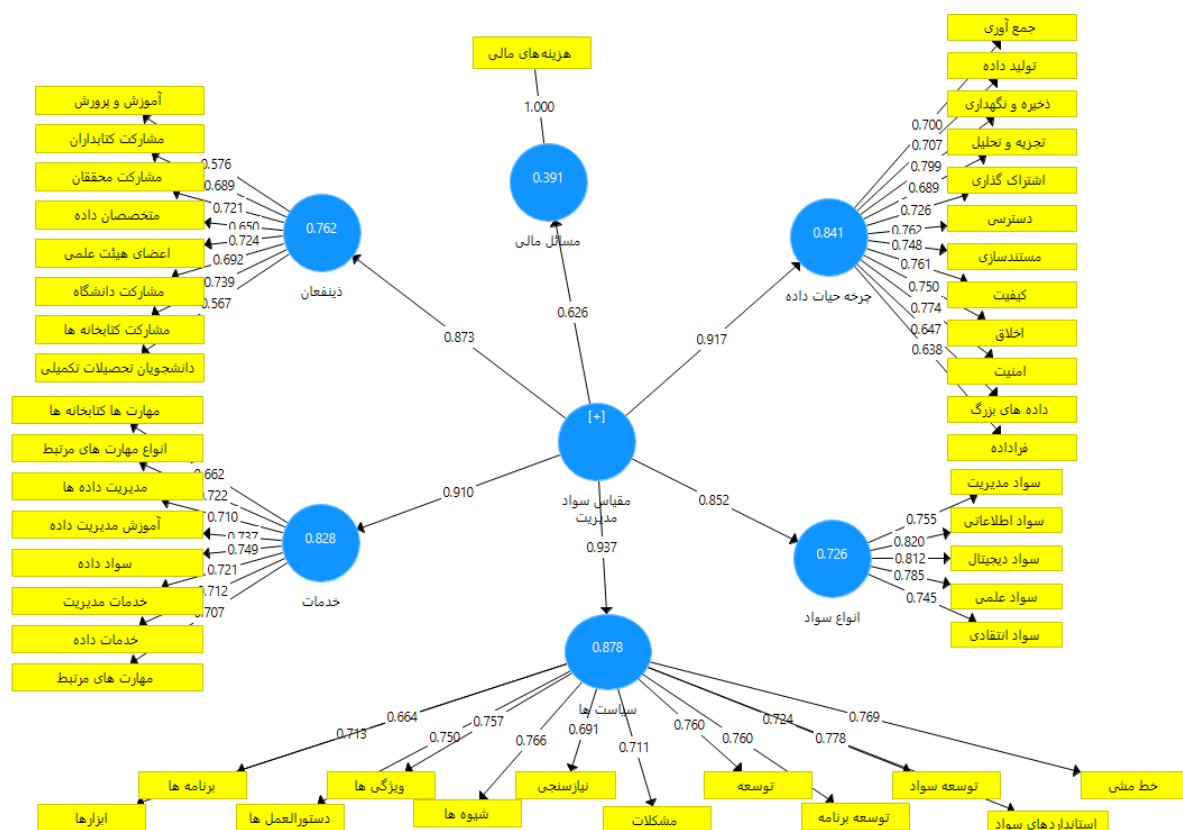 هزینه‌های مالی
1.000
0.391
مسائل مالی
0.626
جمع آوری
تولید داده
ذخیره و نگهداری
تجزیه و تحلیل
اشتراک گذاری
دسترسی
مستندسازی
کیفیت
اخلاق
امنیت
داده های بزرگ
فراداده
0.700
0.707
0.799
0.689
0.726
0.762
0.748
0.761
0.750
0.774
0.647
0.638
0.841
چرخه حیات داده
0.917
آموزش و پرورش
مشارکت کتابداران
مشارکت محققان
متخصصان داده
اعضای هیئت علمی
مشارکت دانشگاه
مشارکت کتابخانه ها
دانشجویان تحصیلات تکمیلی
0.576
0.689
0.721
0.650
0.724
0.692
0.739
0.567
0.762
ذینفعان
0.873
[+]
مقیاس سواد
مدیریت
مهارت ها کتابخانه ها
انواع مهارت های مرتبط
مدیریت داده ها
آموزش مدیریت داده
سواد داده
خدمات مدیریت
خدمات داده
مهارت های مرتبط
0.662
0.722
0.710
0.737
0.749
0.721
0.712
0.707
0.828
خدمات
0.910
0.937
0.852
سواد مدیریت
سواد اطلاعاتی
سواد دیجیتال
سواد علمی
سواد انتقادی
0.755
0.820
0.812
0.785
0.745
0.726
انواع سواد
0.878
سیاست ها
0.713
0.664
0.750
0.757
0.766
0.691
0.711
0.760
0.760
0.724
0.778
0.769
خط مشی
استانداردهای سواد
توسعه سواد
توسعه برنامه
توسعه
مشکلات
نیازسنجی
شیوه ها
ویژگی ها
دستورالعمل ها
برنامه ها
ابزارها